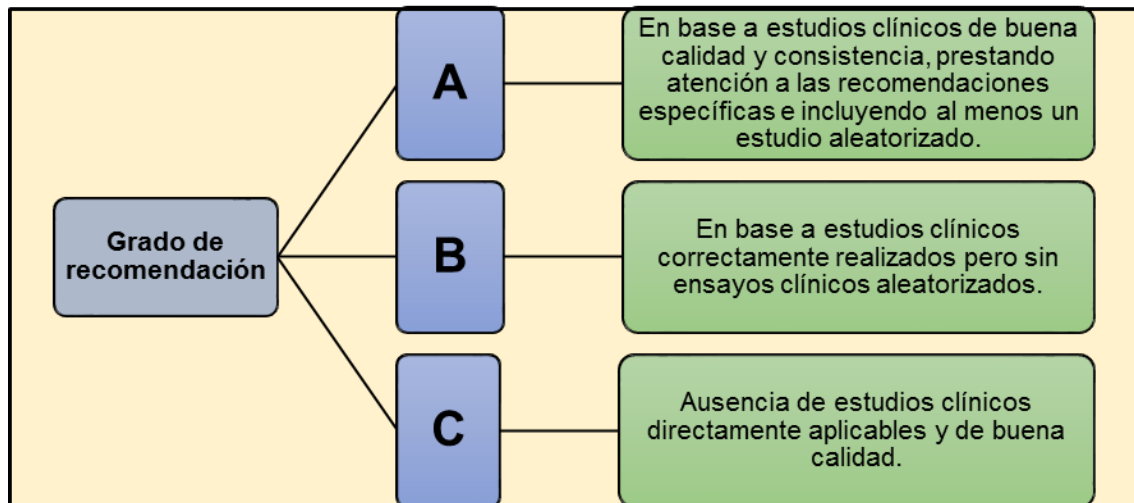 Grado de
recomendación
A
En base a estudios clínicos de buena
calidad y consistencia, prestando
atención a las recomendaciones
específicas e incluyendo al menos un
estudio aleatorizado.
B
En base a estudios clínicos
correctamente realizados pero sin
ensayos clínicos aleatorizados.
C
Ausencia de estudios clínicos
directamente aplicables y de buena
calidad.